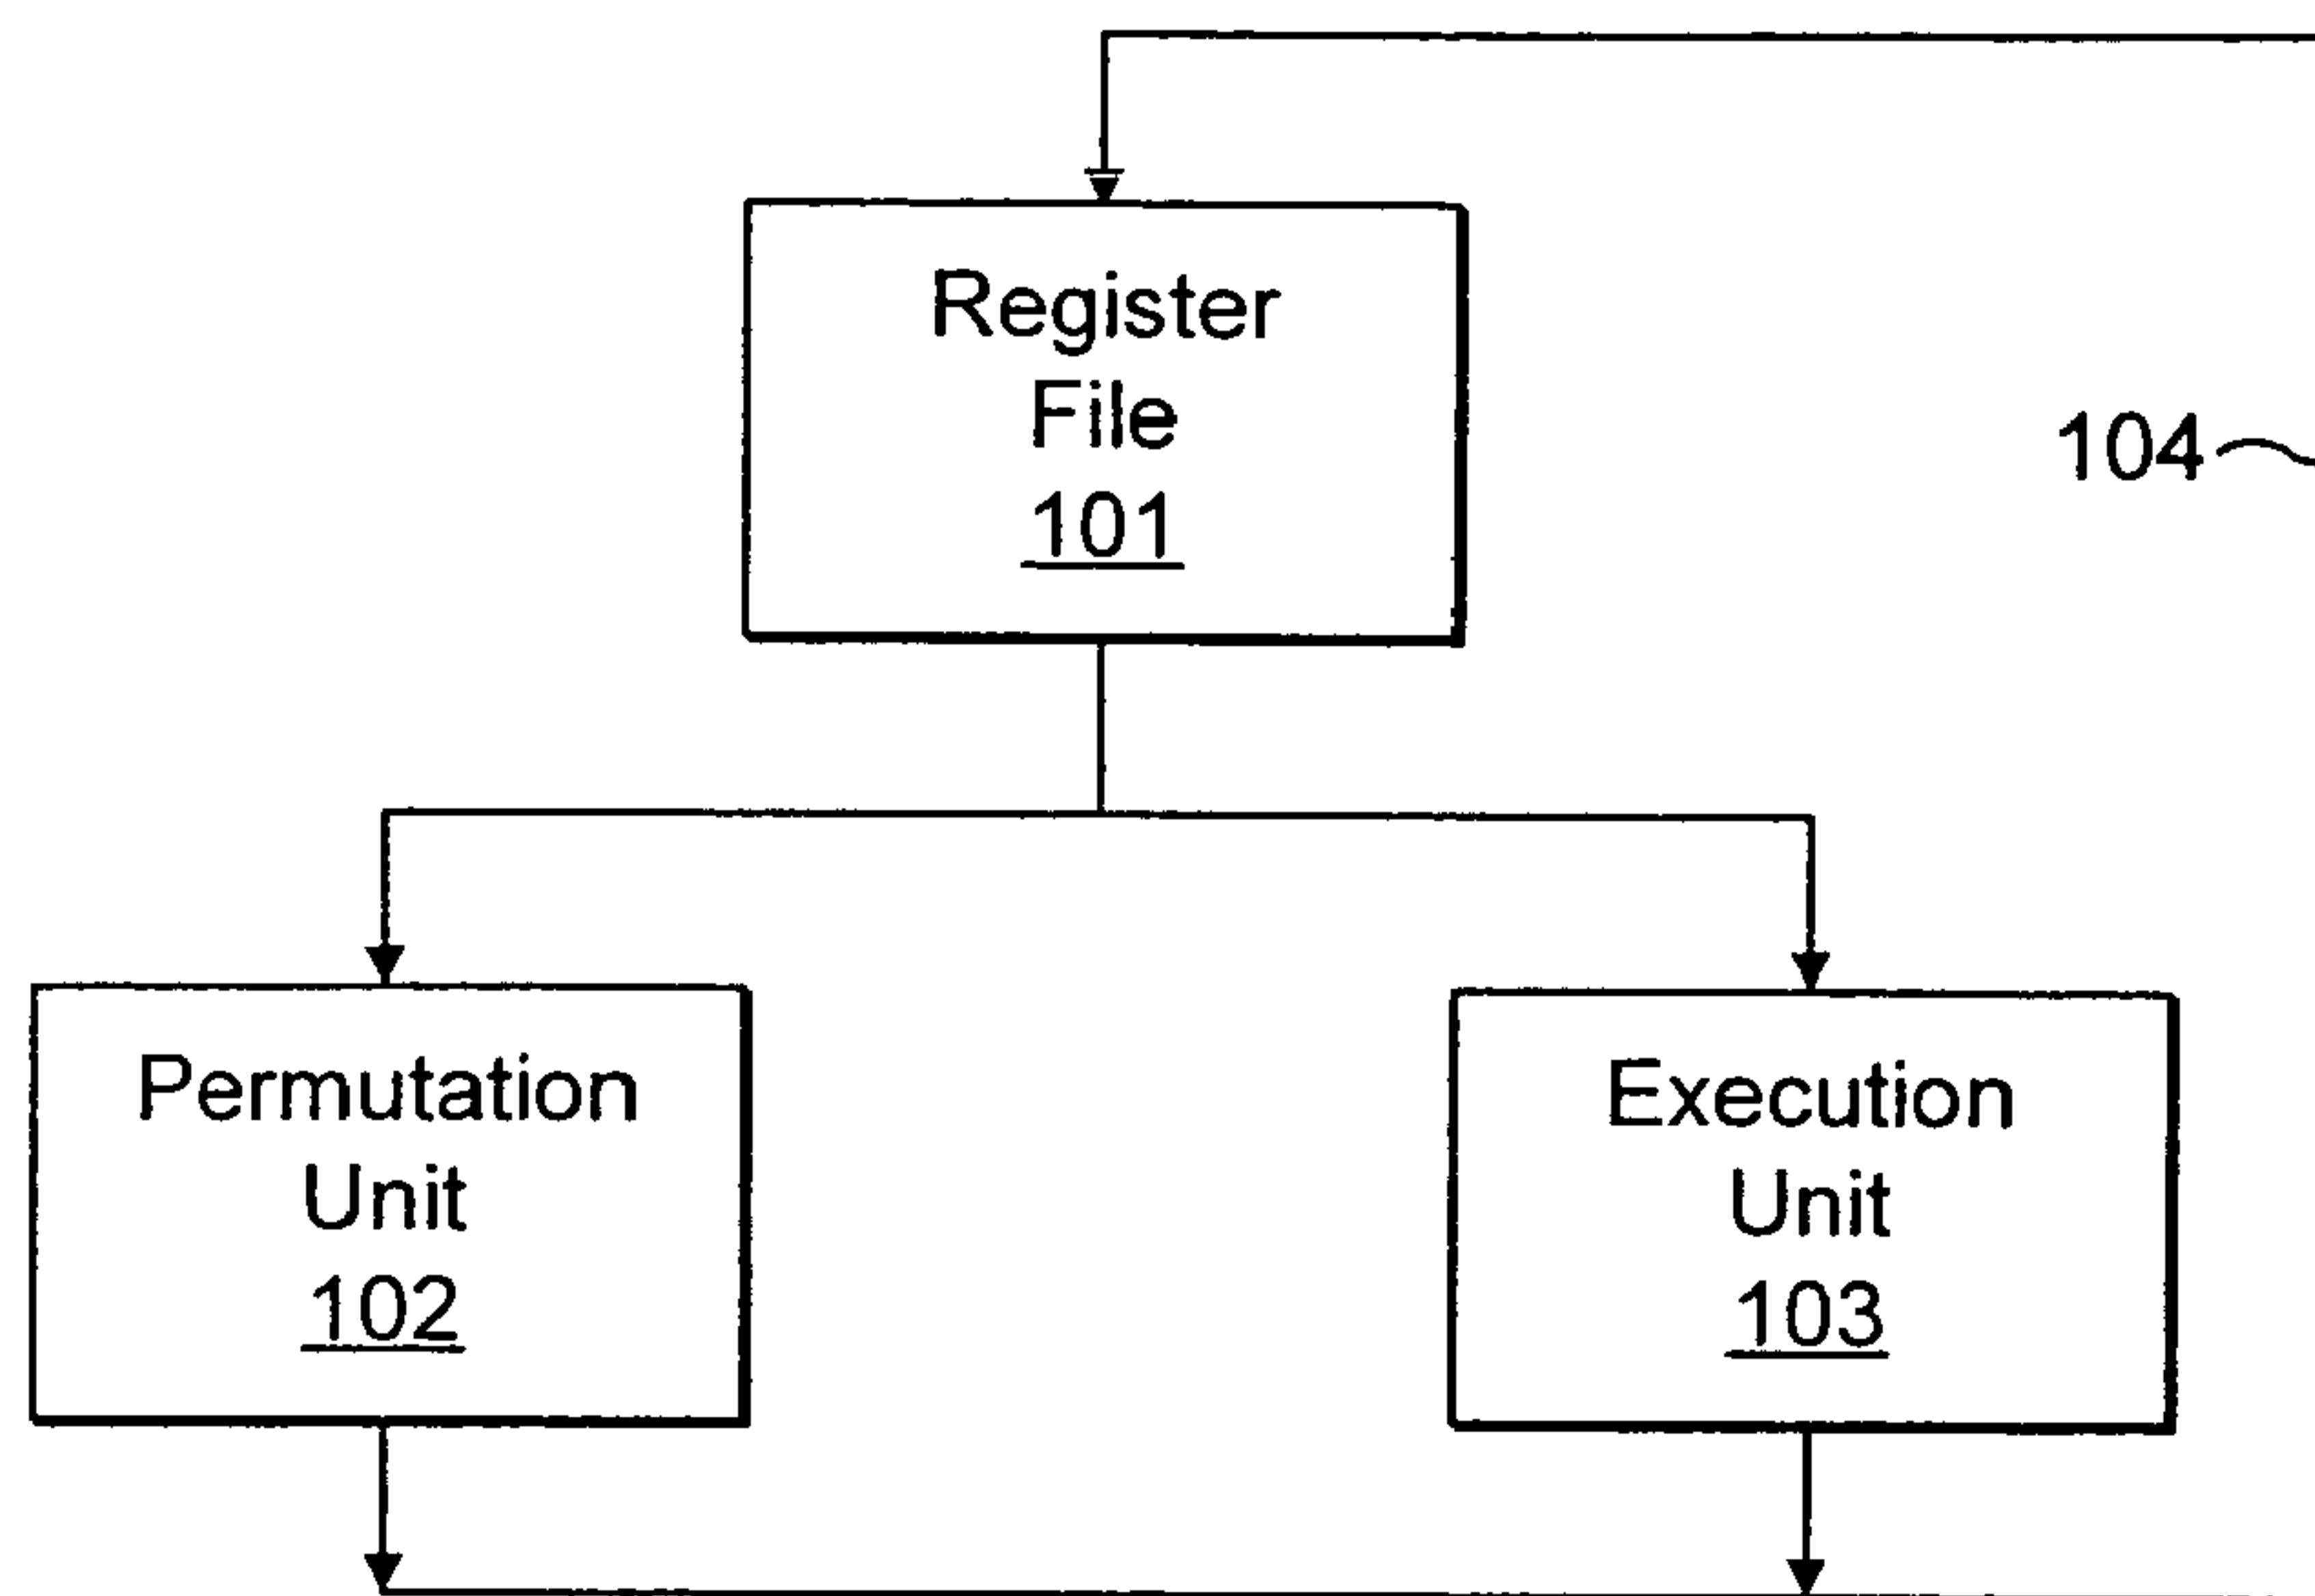 Register
File
101
104
Permutation
Unit
102
Execution
Unit
103